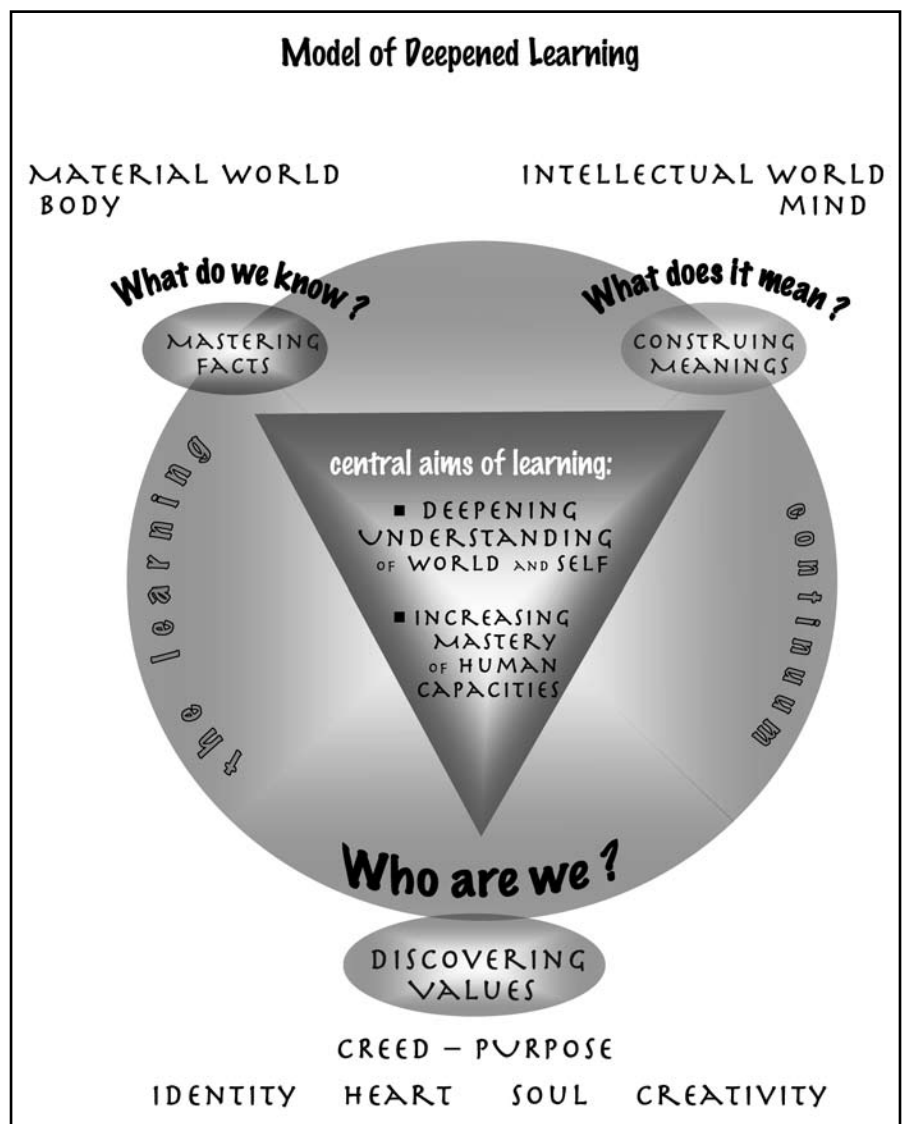 Model of Deepened Learning
MATERIAL WORLD
BODY
INTELLECTUAL WORLD
MIND
What do we know ?
MASTERING
FACTS
What does it mean ?
CONSTRUING
MEANINGS
the learning
continuum
central aims of learning:
▪ DEEPENING
UNDERSTANDING
OF WORLD AND SELF
▪ INCREASING
MASTERY
OF HUMAN
CAPACITIES
Who are we ?
DISCOVERING
VALUES
CREED – PURPOSE
IDENTITY HEART SOUL CREATIVITY